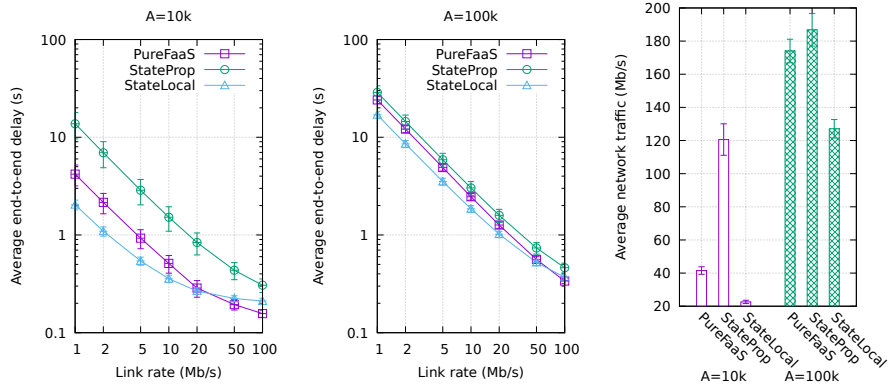 A=10k
Average end-to-end delay (s)
100
10
1
0.1
PureFaaS
StateProp
StateLocal
1 2 5 10 20 50 100
Link rate (Mb/s)
A=100k
Average end-to-end delay (s)
100
10
1
0.1
PureFaaS
StateProp
StateLocal
1 2 5 10 20 50 100
Link rate (Mb/s)
Average network traffic (Mb/s)
200
180
160
140
120
100
80
60
40
20
PureFaaS
StateProp
StateLocal
PureFaaS
StateProp
StateLocal
A=10k A=100k